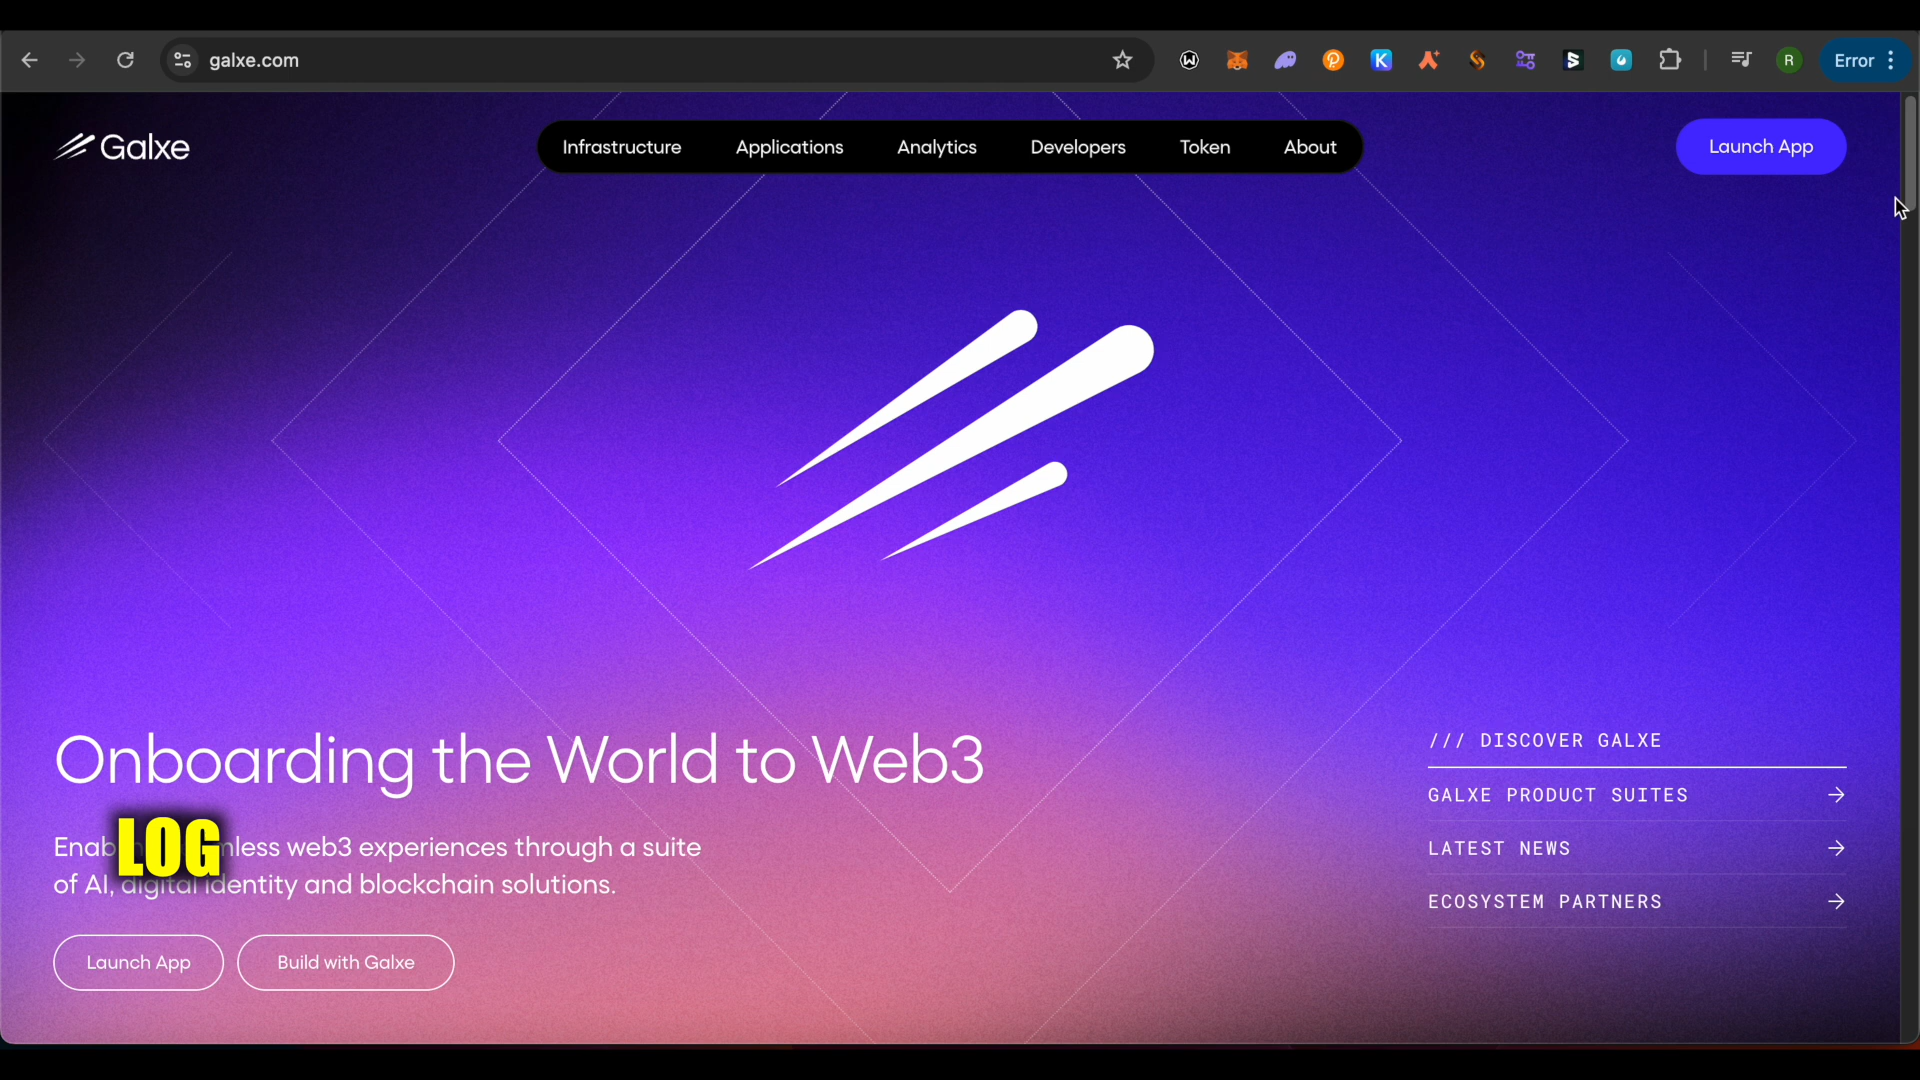 galxe.com
R
Error
Galxe
Infrastructure
Applications
Analytics
Developers
Token
About
Launch App
Onboarding the World to Web3
web3 experiences through a suite
of AI, digital identity and blockchain solutions.
LOG
Launch App
Build with Galxe
/// DISCOVER GALXE
GALXE PRODUCT SUITES
LATEST NEWS
ECOSYSTEM PARTNERS